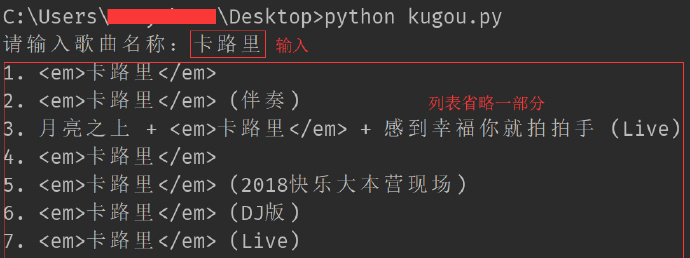 C:\Users\ \Desktop>python kugou.py
请输入歌曲名称：卡路里 输入
1. <em>卡路里</em>
2. <em>卡路里</em> (伴奏)
列表省略一部分
3. 月亮之上 + <em>卡路里</em> + 感到幸福你就拍拍手 (Live)
4. <em>卡路里</em>
5. <em>卡路里</em> (2018快乐大本营现场)
6. <em>卡路里</em> (DJ版)
7. <em>卡路里</em> (Live)